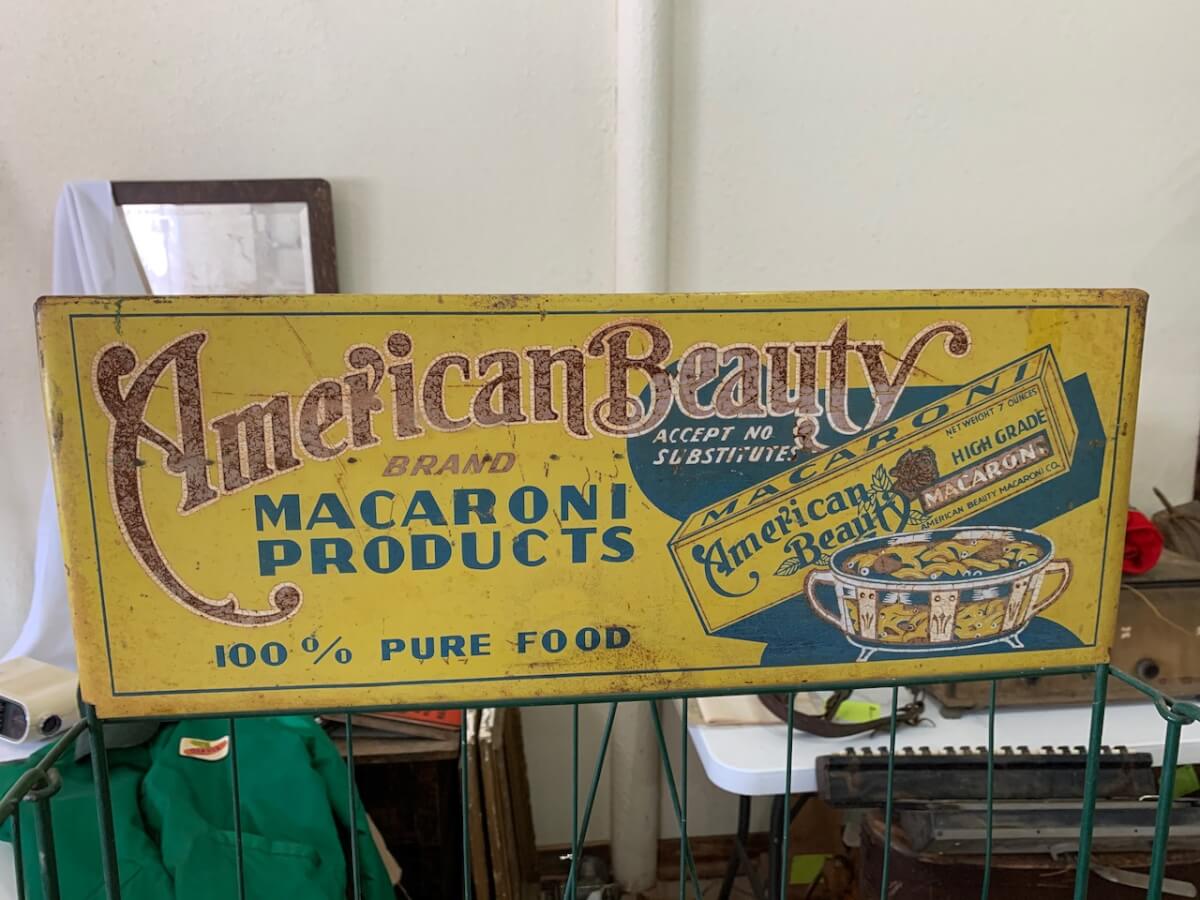 American Beauty
BRAND
MACARONI
PRODUCTS
100% PURE FOOD
ACCEPT NO
SUBSTITUTES
MACARONI
NET WEIGHT 7 OUNCES
HIGH GRADE
MACARONI
AMERICAN BEAUTY MACARONI CO.
American
Beauty